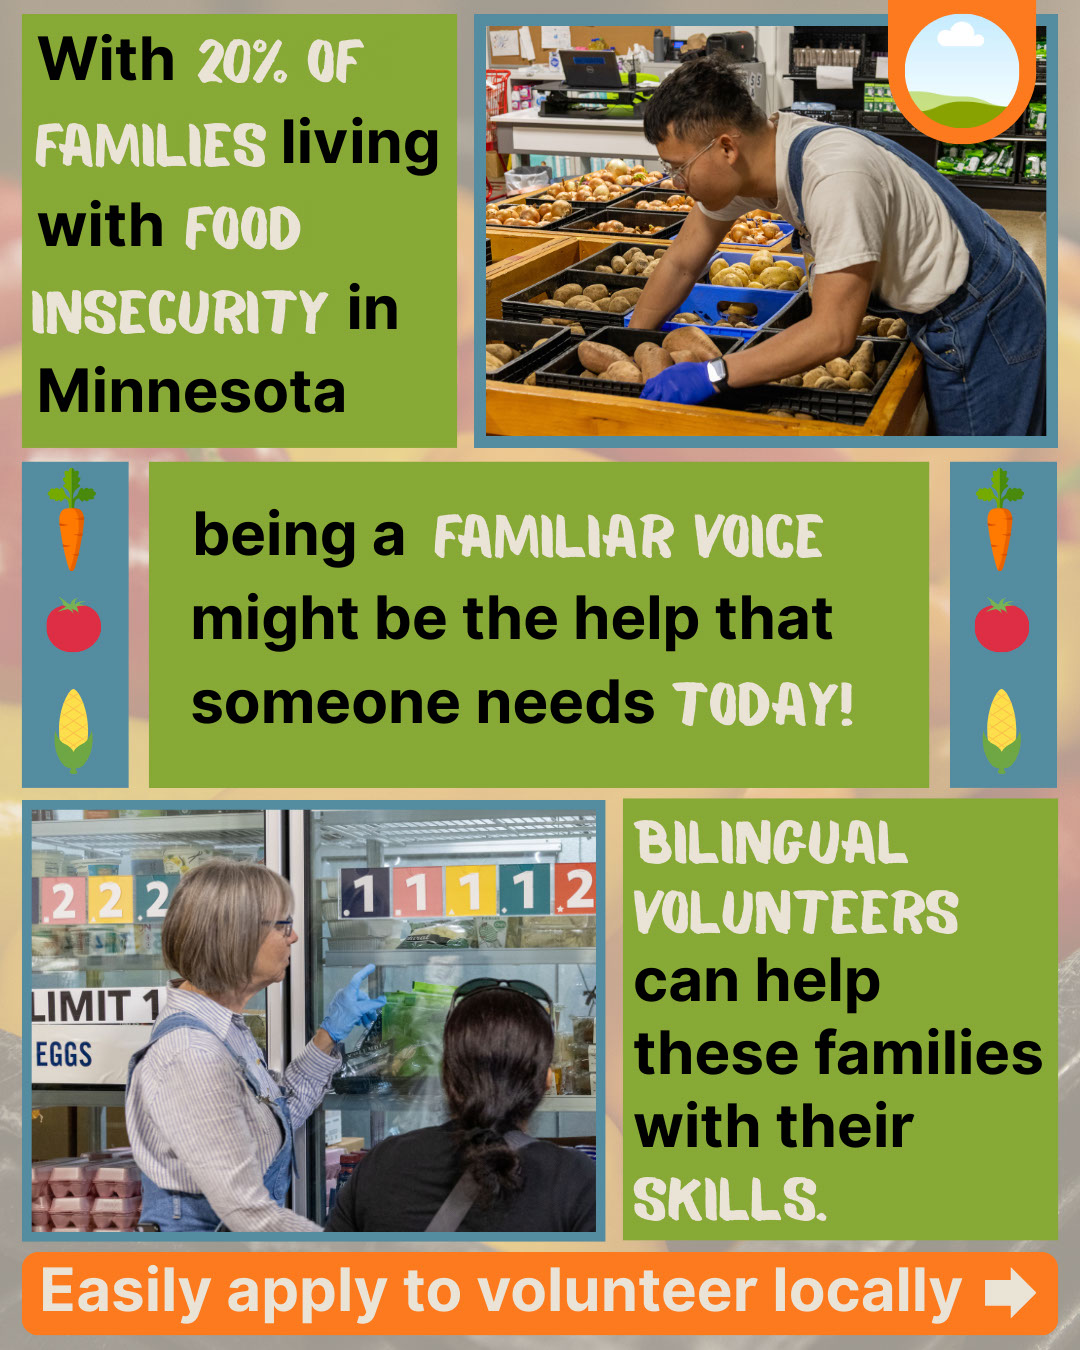 With 20% OF
FAMILIES living
with FOOD
INSECURITY in
Minnesota
being a FAMILIAR VOICE
might be the help that
someone needs TODAY!
.2 2 .2
.1 .1 .1 .1 .2
LIMIT 1
EGGS
BILINGUAL
VOLUNTEERS
can help
these families
with their
SKILLS.
Easily apply to volunteer locally